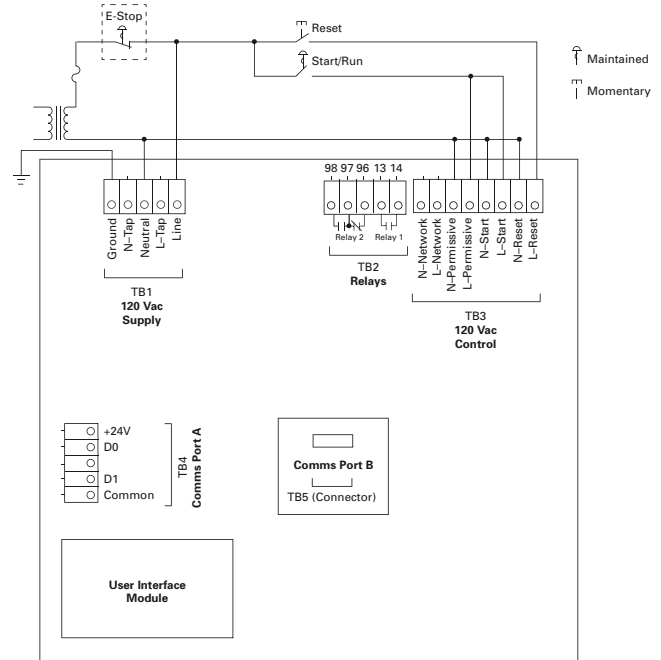 E-Stop
Reset
Start/Run
Maintained
Momentary
98 97 96 13 14
Relay 2
Relay 1
Ground
N–Tap
Neutral
L–Tap
Line
N–Network
L–Network
N–Permissive
L–Permissive
N–Start
L–Start
N–Reset
L–Reset
TB1
120 Vac
Supply
TB2
Relays
TB3
120 Vac
Control
+24V
D0
D1
Common
TB4
Comms Port A
Comms Port B
TB5 (Connector)
User Interface
Module